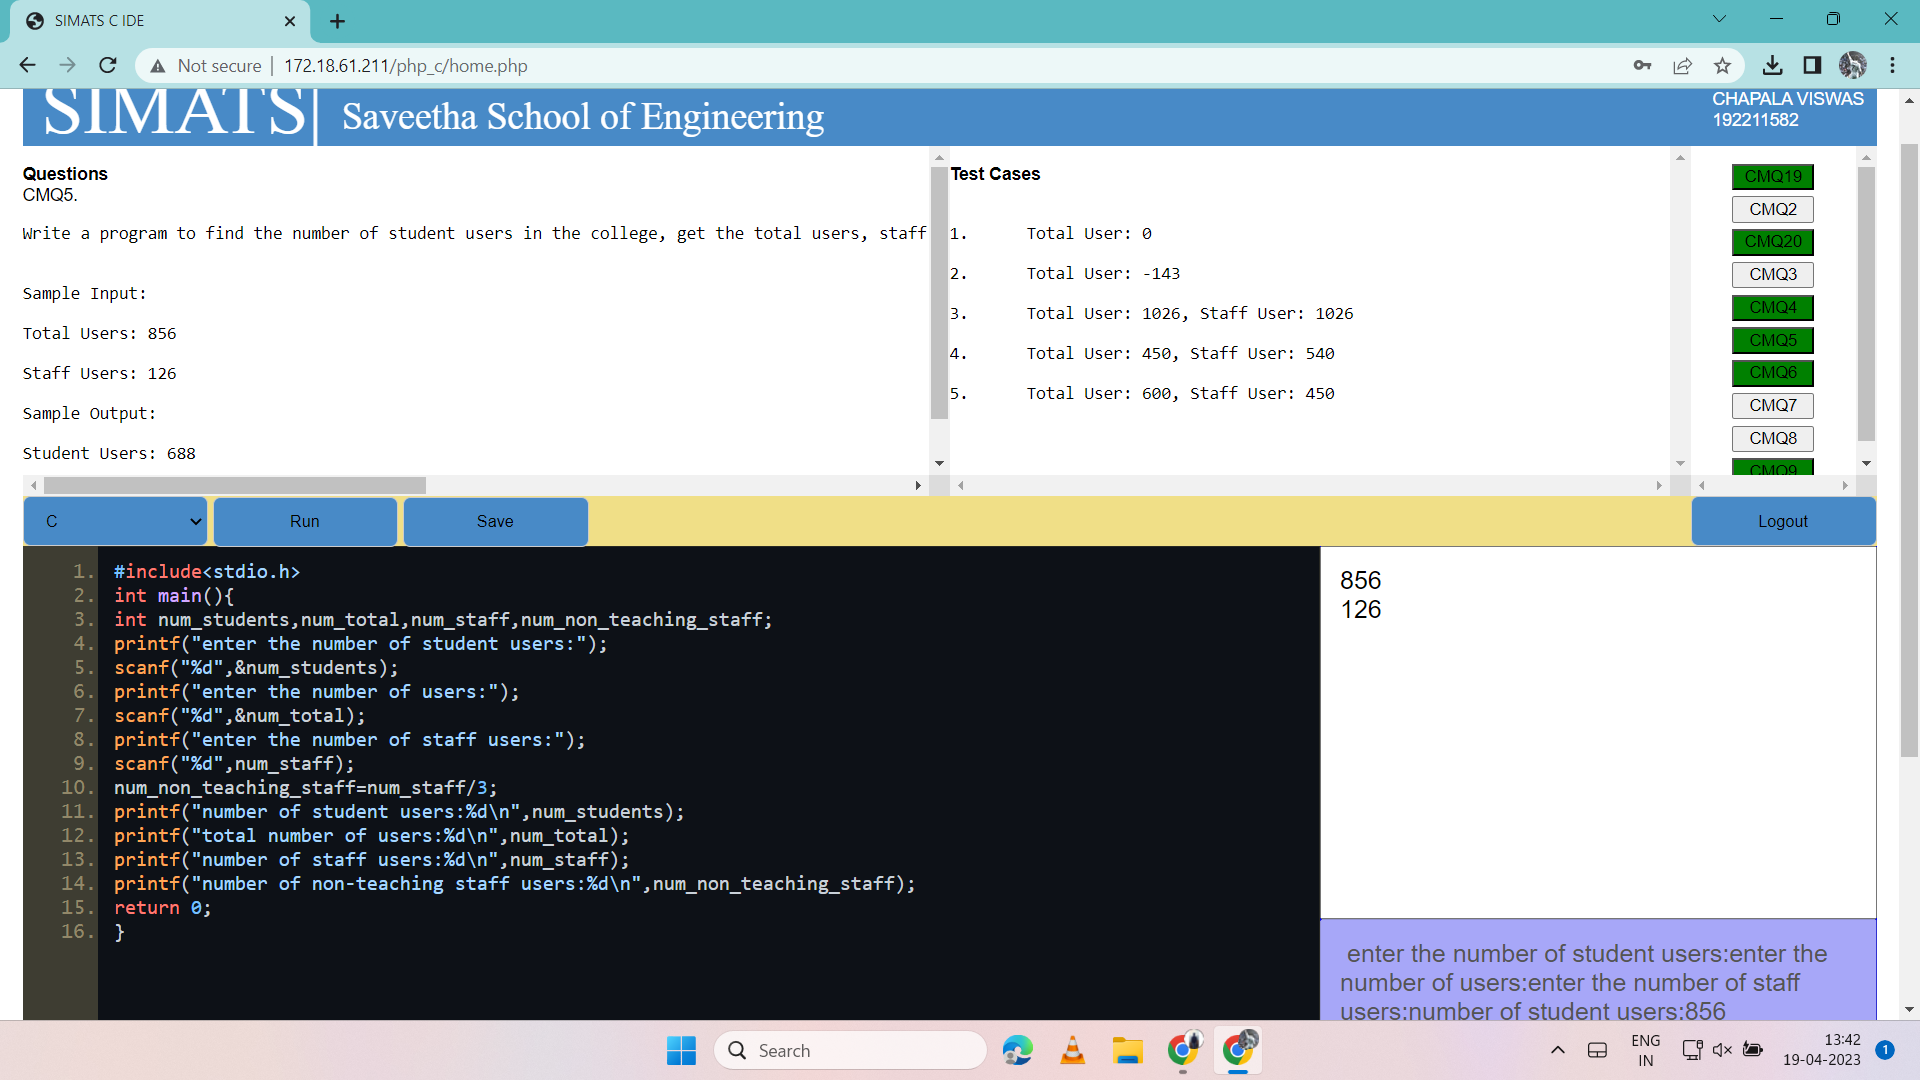 SIMATS C IDE
Not secure | 172.18.61.211/php_c/home.php
SIMATS| Saveetha School of Engineering
CHAPALA VISWAS
192211582
Questions
CMQ5.
Write a program to find the number of student users in the college, get the total users, staff
Sample Input:
Total Users: 856
Staff Users: 126
Sample Output:
Student Users: 688
Test Cases
1. Total User: 0
2. Total User: -143
3. Total User: 1026, Staff User: 1026
4. Total User: 450, Staff User: 540
5. Total User: 600, Staff User: 450
CMQ19
CMQ2
CMQ20
CMQ3
CMQ4
CMQ5
CMQ6
CMQ7
CMQ8
CMQ9
C
Run
Save
Logout
1. #include<stdio.h>
2. int main(){
3. int num_students,num_total,num_staff,num_non_teaching_staff;
4. printf("enter the number of student users:");
5. scanf("%d",&num_students);
6. printf("enter the number of users:");
7. scanf("%d",&num_total);
8. printf("enter the number of staff users:");
9. scanf("%d",num_staff);
10. num_non_teaching_staff=num_staff/3;
11. printf("number of student users:%d\n",num_students);
12. printf("total number of users:%d\n",num_total);
13. printf("number of staff users:%d\n",num_staff);
14. printf("number of non-teaching staff users:%d\n",num_non_teaching_staff);
15. return 0;
16. }
856
126
enter the number of student users:enter the
number of users:enter the number of staff
users:number of student users:856
Search
ENG
IN
13:42
19-04-2023
1